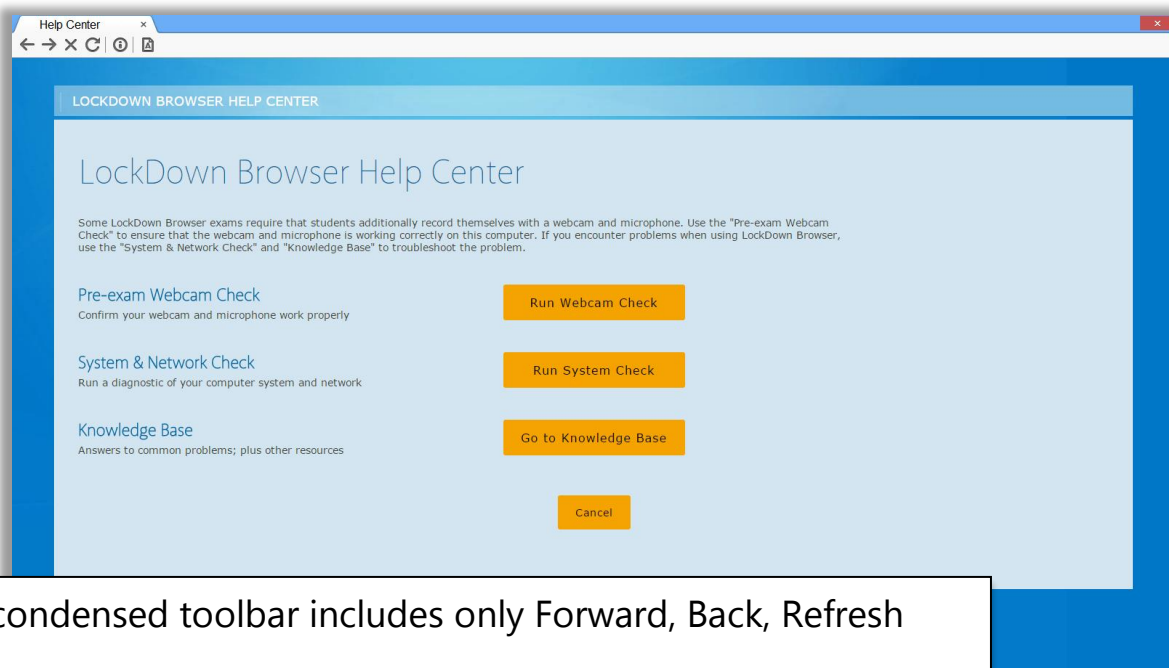 Help Center
LOCKDOWN BROWSER HELP CENTER
LockDown Browser Help Center
Some LockDown Browser exams require that students additionally record themselves with a webcam and microphone. Use the "Pre-exam Webcam
Check" to ensure that the webcam and microphone is working correctly on this computer. If you encounter problems when using LockDown Browser,
use the "System & Network Check" and "Knowledge Base" to troubleshoot the problem.
Pre-exam Webcam Check
Confirm your webcam and microphone work properly
Run Webcam Check
System & Network Check
Run a diagnostic of your computer system and network
Run System Check
Knowledge Base
Answers to common problems; plus other resources
Go to Knowledge Base
Cancel
condensed toolbar includes only Forward, Back, Refresh